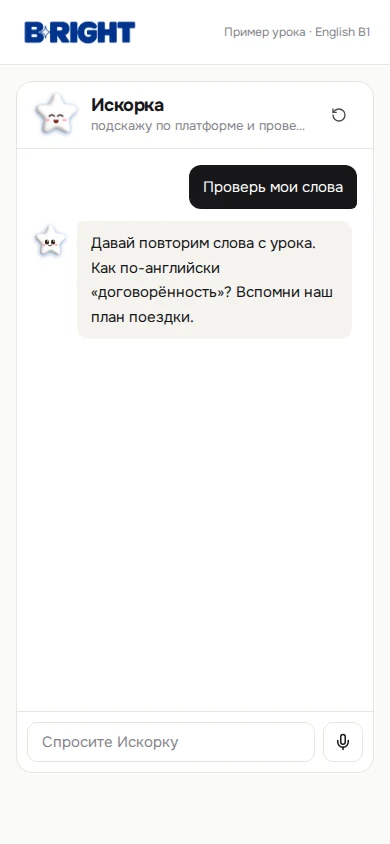 BRIGHT
Пример урока · English B1
Искорка
подскажу по платформе и прове...
Проверь мои слова
Давай повторим слова с урока.
Как по-английски
«договорённость»? Вспомни наш
план поездки.
Спросите Искорку